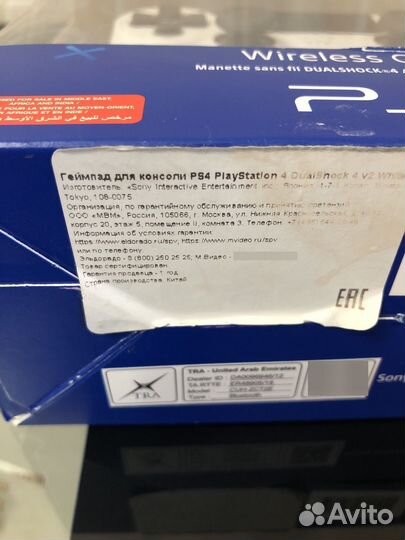 Wireless
Manette sans fil DUALSHOCK®4
FOR SALE IN MIDDLE EAST,
AFRICA AND INDIA /
POUR LA VENTE AU MOYEN-ORIENT,
EN AFRIQUE ET EN INDE /
Геймпад для консоли PS4 PlayStation 4 DualShock 4 v2 White
Изготовитель: «Sony Interactive Entertainment Inc., Япония, 1-7-1
Tokyo, 108-0075.
Организация, по гарантийному обслуживанию и принятию претензий:
ООО «МВМ», Россия, 105066, г. Москва, ул. Нижняя Красносельская, д.
корпус 20, этаж 5, помещение II, комната 3. Телефон:
Информация об условиях гарантии:
https://www.eldorado.ru/spv; https://www.mvideo.ru/spv
или по телефону:
Эльдорадо - 8 (800) 250 25 25; М.Видео -
Товар сертифицирован.
Гарантия продавца - 1 год
Страна производства: Китай
EAC
TRA
TRA - United Arab Emirates
Dealer ID :
TA RTTE :
Model :
Type : Bluetooth
Sony
Avito